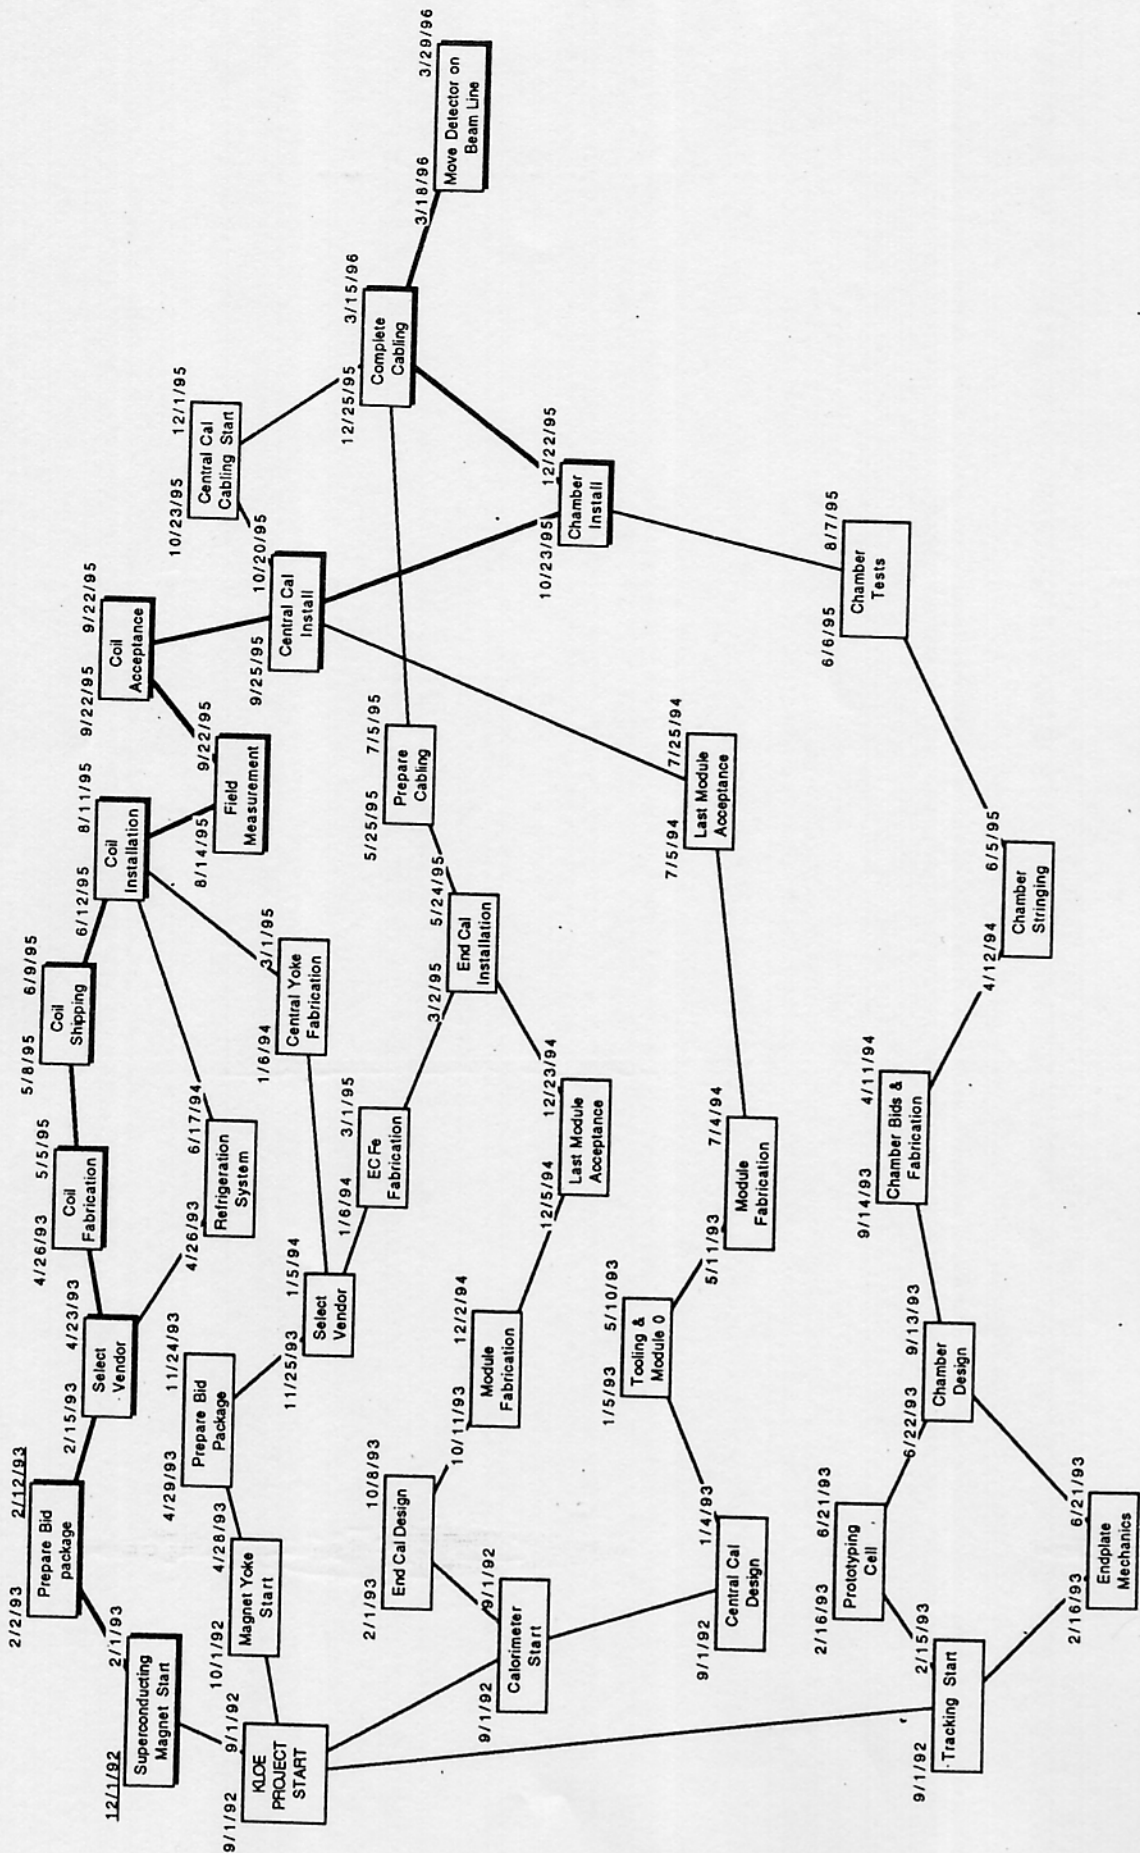 9/1/92
9/1/92
KLOE
PROJECT
START
12/1/92
2/1/93
Superconducting
Magnet Start
2/2/93
2/12/93
Prepare Bid
package
2/15/93
4/23/93
Select
Vendor
4/26/93
5/5/95
Coil
Fabrication
5/8/95
6/9/95
Coil
Shipping
6/12/95
8/11/95
Coil
Installation
8/14/95
9/22/95
Field
Measurement
9/22/95
9/22/95
Coil
Acceptance
4/26/93
6/17/94
Refrigeration
System
10/1/92
4/28/93
Magnet Yoke
Start
4/29/93
11/24/93
Prepare Bid
Package
11/25/93
1/5/94
Select
Vendor
1/6/94
3/1/95
Central Yoke
Fabrication
1/6/94
3/1/95
EC Fe
Fabrication
3/2/95
5/24/95
End Cal
Installation
5/25/95
7/5/95
Prepare
Cabling
9/25/95
10/20/95
Central Cal
Install
10/23/95
12/1/95
Central Cal
Cabling Start
12/25/95
3/15/96
Complete
Cabling
3/18/96
3/29/96
Move Detector on
Beam Line
9/1/92
9/1/92
Calorimeter
Start
2/1/93
10/8/93
End Cal Design
10/11/93
12/2/94
Module
Fabrication
12/5/94
12/23/94
Last Module
Acceptance
9/1/92
1/4/93
Central Cal
Design
1/5/93
5/10/93
Tooling &
Module 0
5/11/93
7/4/94
Module
Fabrication
7/5/94
7/25/94
Last Module
Acceptance
10/23/95
12/22/95
Chamber
Install
9/1/92
2/15/93
Tracking Start
2/16/93
6/21/93
Prototyping
Cell
2/16/93
6/21/93
Endplate
Mechanics
6/22/93
9/13/93
Chamber
Design
9/14/93
4/11/94
Chamber Bids &
Fabrication
4/12/94
6/5/95
Chamber
Stringing
6/6/95
8/7/95
Chamber
Tests